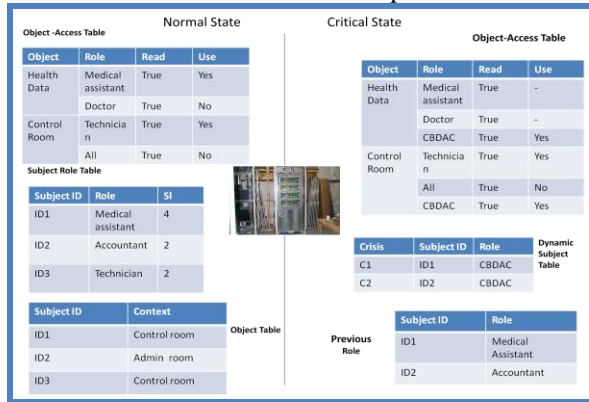 Normal State
Critical State
Object -Access Table
Object Role Read Use
Health Data Medical assistant True Yes
Doctor True No
Control Room Technicia n True Yes
All True No
Subject Role Table
Subject ID Role SI
ID1 Medical assistant 4
ID2 Accountant 2
ID3 Technician 2
Subject ID Context
ID1 Control room
ID2 Admin room
ID3 Control room
Object Table
Object-Access Table
Object Role Read Use
Health Data Medical assistant True -
Doctor True -
CBDAC True Yes
Control Room Technicia n True Yes
All True No
CBDAC True Yes
Crisis Subject ID Role
C1 ID1 CBDAC
C2 ID2 CBDAC
Dynamic
Subject
Table
Previous
Role
Subject ID Role
ID1 Medical Assistant
ID2 Accountant